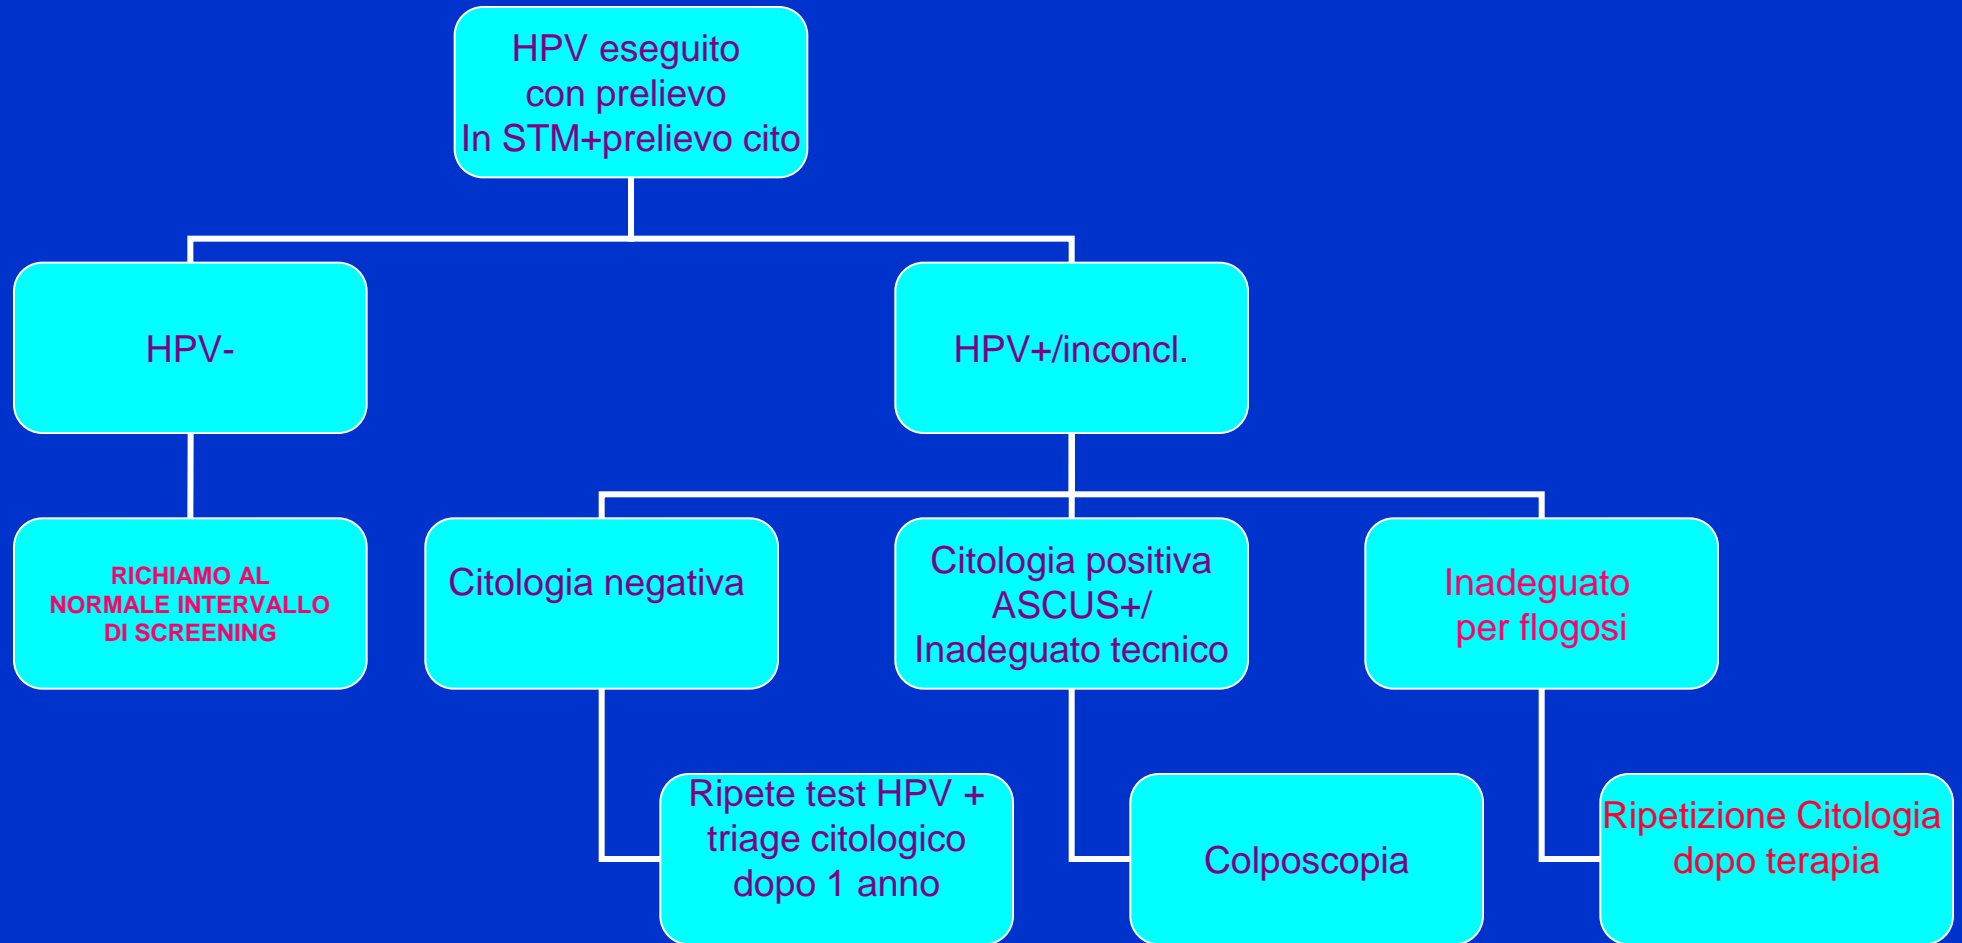 HPV eseguito
con prelievo
In STM+prelievo cito
HPV-
HPV+/inconcl.
RICHIAMO AL
NORMALE INTERVALLO
DI SCREENING
Citologia negativa
Citologia positiva
ASCUS+/
Inadeguato tecnico
Inadeguato
per flogosi
Ripete test HPV +
triage citologico
dopo 1 anno
Colposcopia
Ripetizione Citologia
dopo terapia